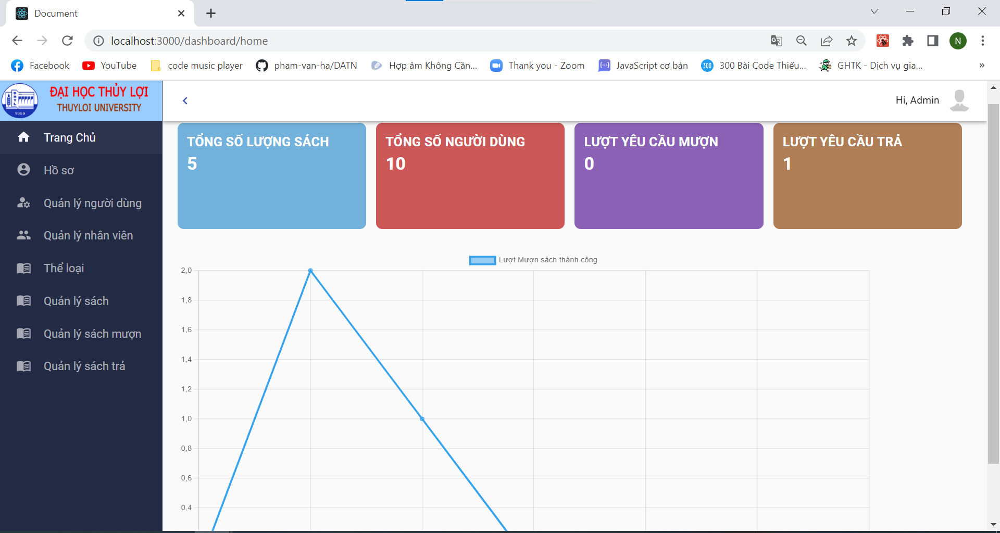 Document
localhost:3000/dashboard/home
N
Facebook
YouTube
code music player
pham-van-ha/DATN
Hợp âm Không Cần...
Thank you - Zoom
JavaScript cơ bản
300
300 Bài Code Thiếu...
GHTK - Dịch vụ gia...
»
ĐẠI HỌC THỦY LỢI
THUYLOI UNIVERSITY
1959
Hi, Admin
Trang Chủ
Hồ sơ
Quản lý người dùng
Quản lý nhân viên
Thể loại
Quản lý sách
Quản lý sách mượn
Quản lý sách trả
TỔNG SỐ LƯỢNG SÁCH
5
TỔNG SỐ NGƯỜI DÙNG
10
LƯỢT YÊU CẦU MƯỢN
0
LƯỢT YÊU CẦU TRẢ
1
Lượt Mượn sách thành công
2,0
1,8
1,6
1,4
1,2
1,0
0,8
0,6
0,4